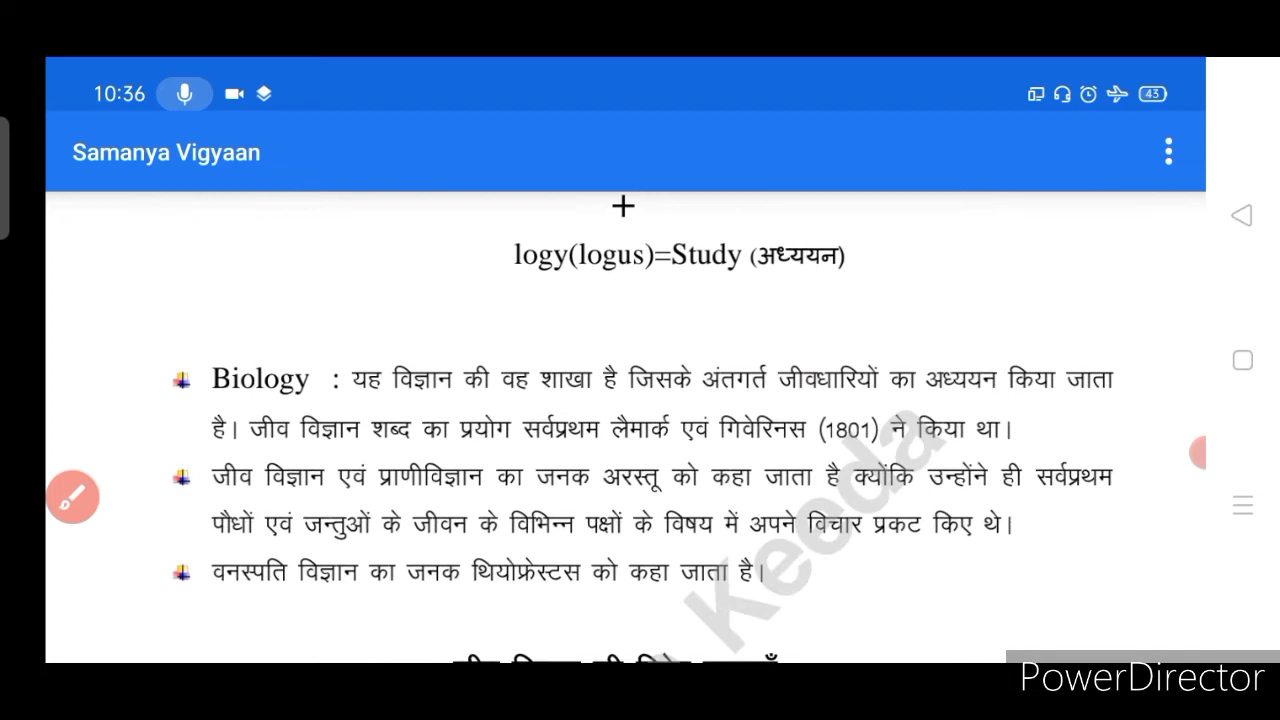 10:36
43
Samanya Vigyaan
+
logy(logus)=Study (अध्ययन)
Biology : यह विज्ञान की वह शाखा है जिसके अंतगर्त जीवधारियों का अध्ययन किया जाता
है। जीव विज्ञान शब्द का प्रयोग सर्वप्रथम लैमार्क एवं गिवेरिनस (1801) ने किया था।
जीव विज्ञान एवं प्राणीविज्ञान का जनक अरस्तू को कहा जाता है क्योंकि उन्होंने ही सर्वप्रथम
पौधों एवं जन्तुओं के जीवन के विभिन्न पक्षों के विषय में अपने विचार प्रकट किए थे।
वनस्पति विज्ञान का जनक थियोफ्रेस्टस को कहा जाता है।
Keeda
PowerDirector